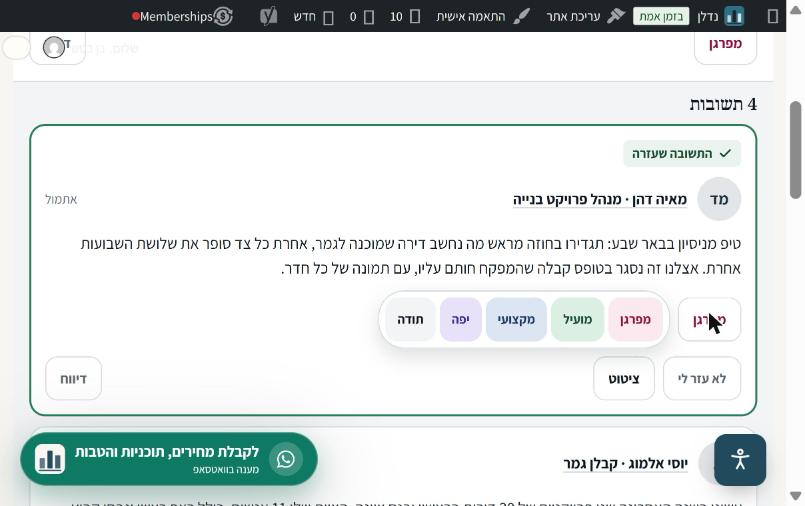 נדלן
בזמן אמת
עריכת אתר
התאמה אישית
10
0
חדש
Memberships
מפרגן
שלום, בן בטש
4 תשובות
התשובה שעזרה
מד
מאיה דהן · מנהל פרויקט בנייה
אתמול
טיפ מניסיון בבאר שבע: תגדירו בחוזה מראש מה נחשב דירה שמוכנה לגמר, אחרת כל צד סופר את שלושת השבועות
אחרת. אצלנו זה נסגר בטופס קבלה שהמפקח חותם עליו, עם תמונה של כל חדר.
מפרגן
מפרגן
מועיל
מקצועי
יפה
תודה
לא עזר לי
ציטוט
דיווח
יוסי אלמוג · קבלן גמר
לקבלת מחירים, תוכניות והטבות
מענה בוואטסאפ